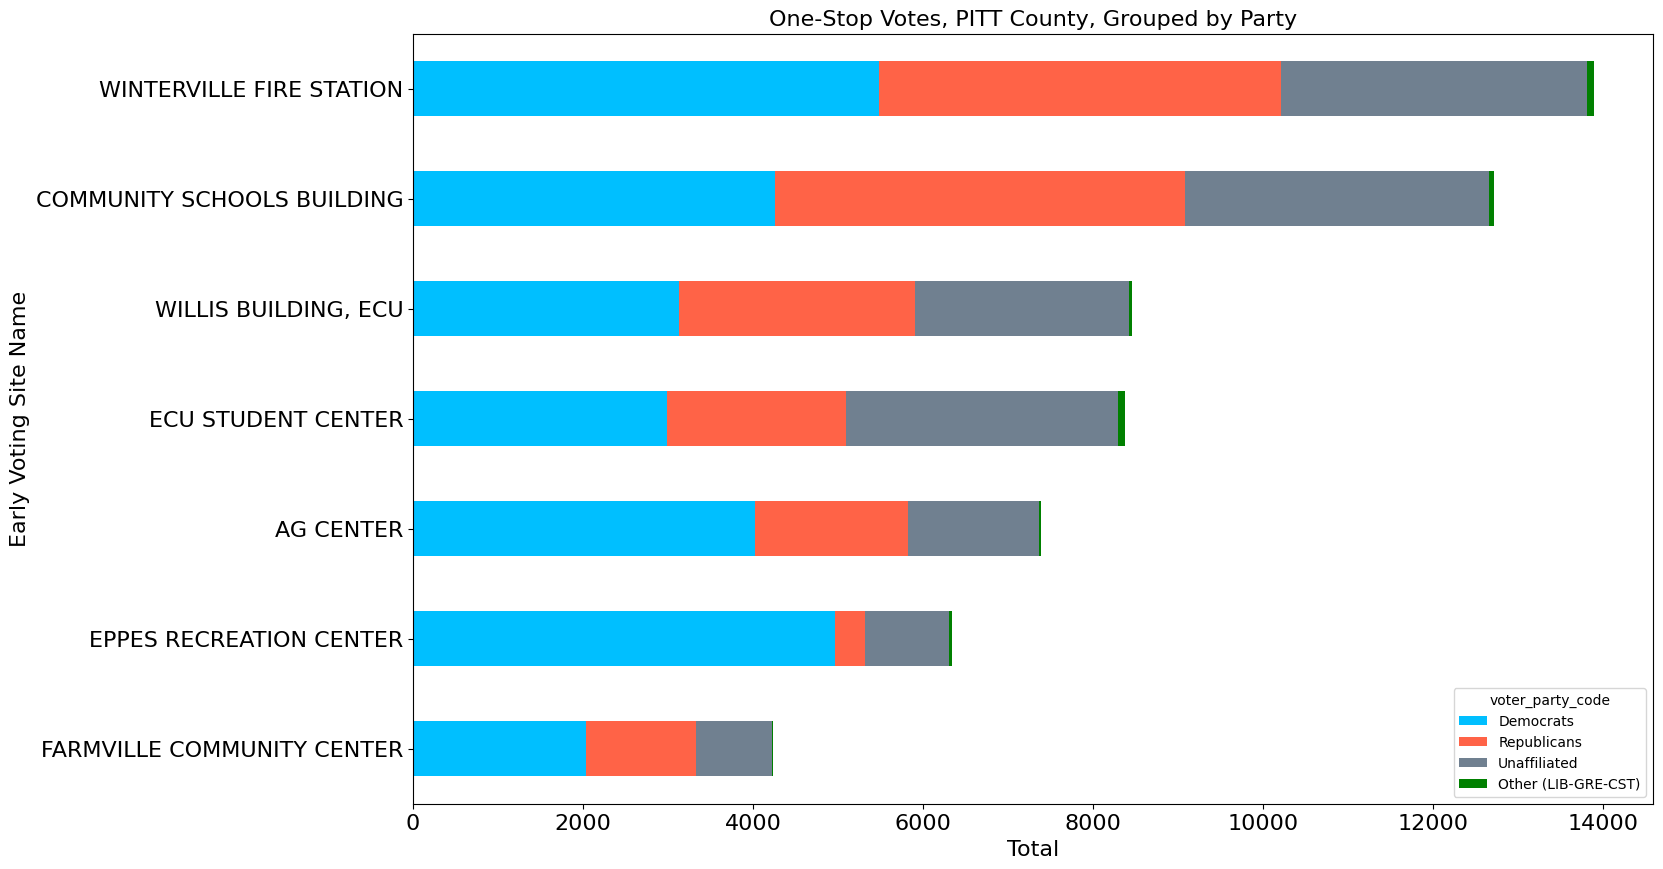 One-Stop Votes, PITT County, Grouped by Party
Early Voting Site Name
WINTERVILLE FIRE STATION
COMMUNITY SCHOOLS BUILDING
WILLIS BUILDING, ECU
ECU STUDENT CENTER
AG CENTER
EPPES RECREATION CENTER
FARMVILLE COMMUNITY CENTER
voter_party_code
Democrats
Republicans
Unaffiliated
Other (LIB-GRE-CST)
0 2000 4000 6000 8000 10000 12000 14000
Total